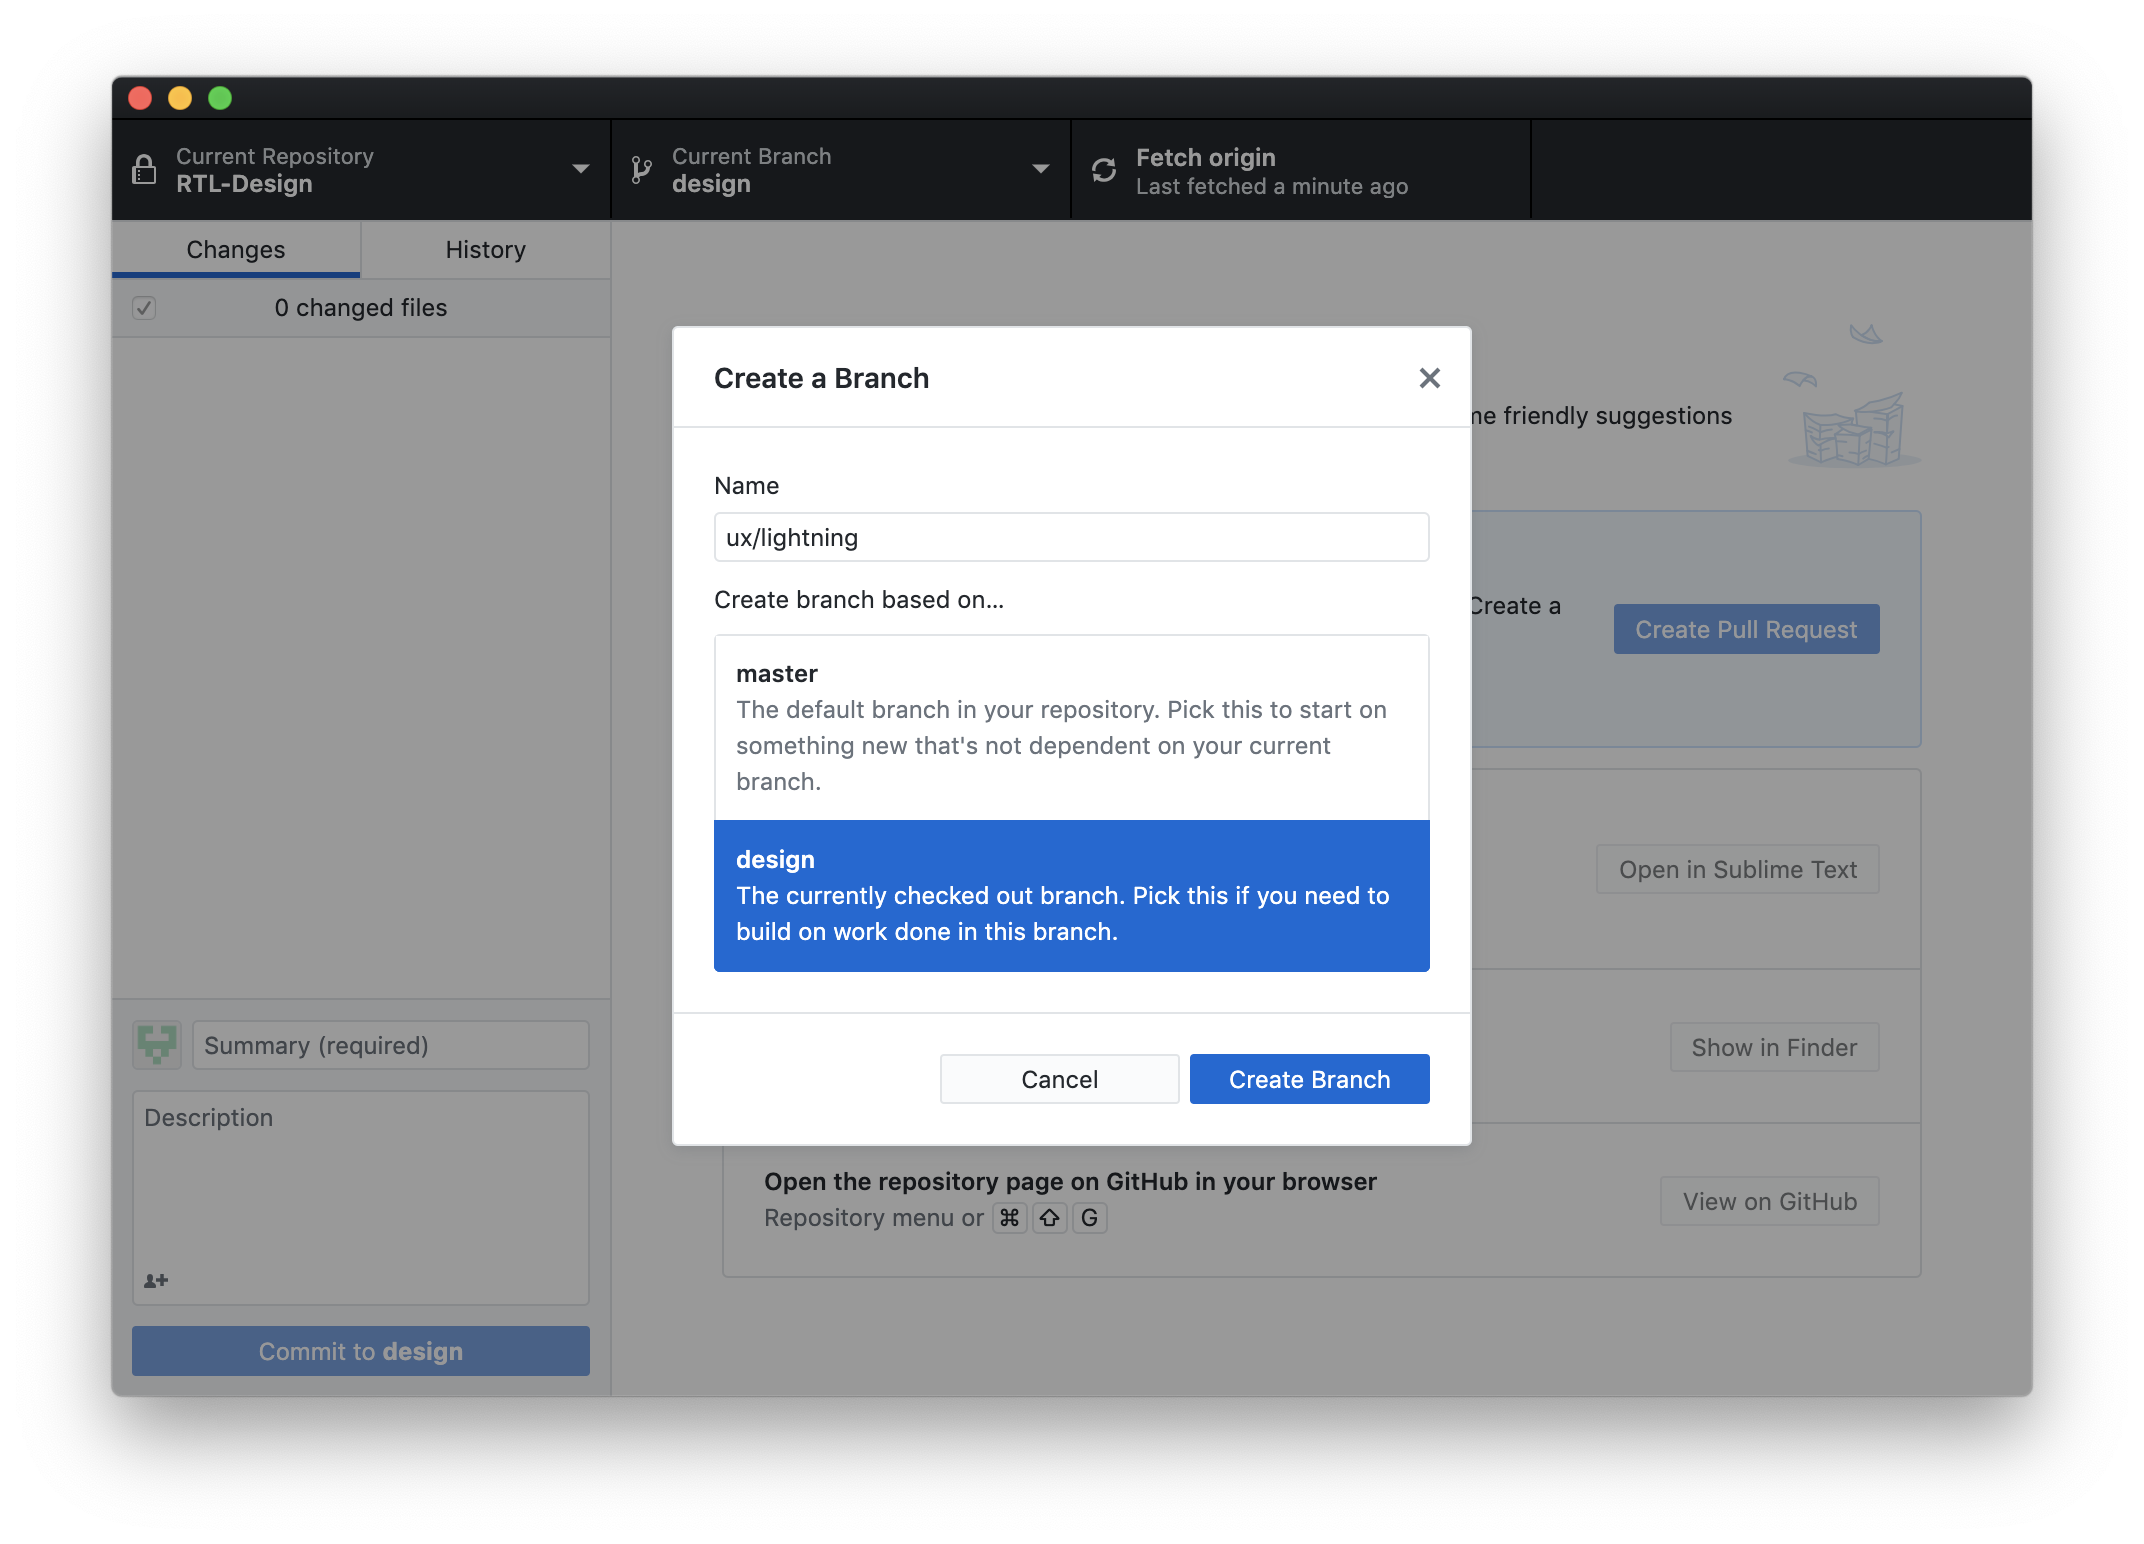 Current Repository
RTL-Design
Current Branch
design
Fetch origin
Last fetched a minute ago
Changes
History
0 changed files
Create a Branch
friendly suggestions
Name
ux/lightning
Create branch based on...
master
The default branch in your repository. Pick this to start on
something new that's not dependent on your current
branch.
design
The currently checked out branch. Pick this if you need to
build on work done in this branch.
Cancel
Create Branch
Create a
Create Pull Request
Open in Sublime Text
Show in Finder
Open the repository page on GitHub in your browser
Repository menu or ⌘ ⇧ G
View on GitHub
Summary (required)
Description
Commit to design